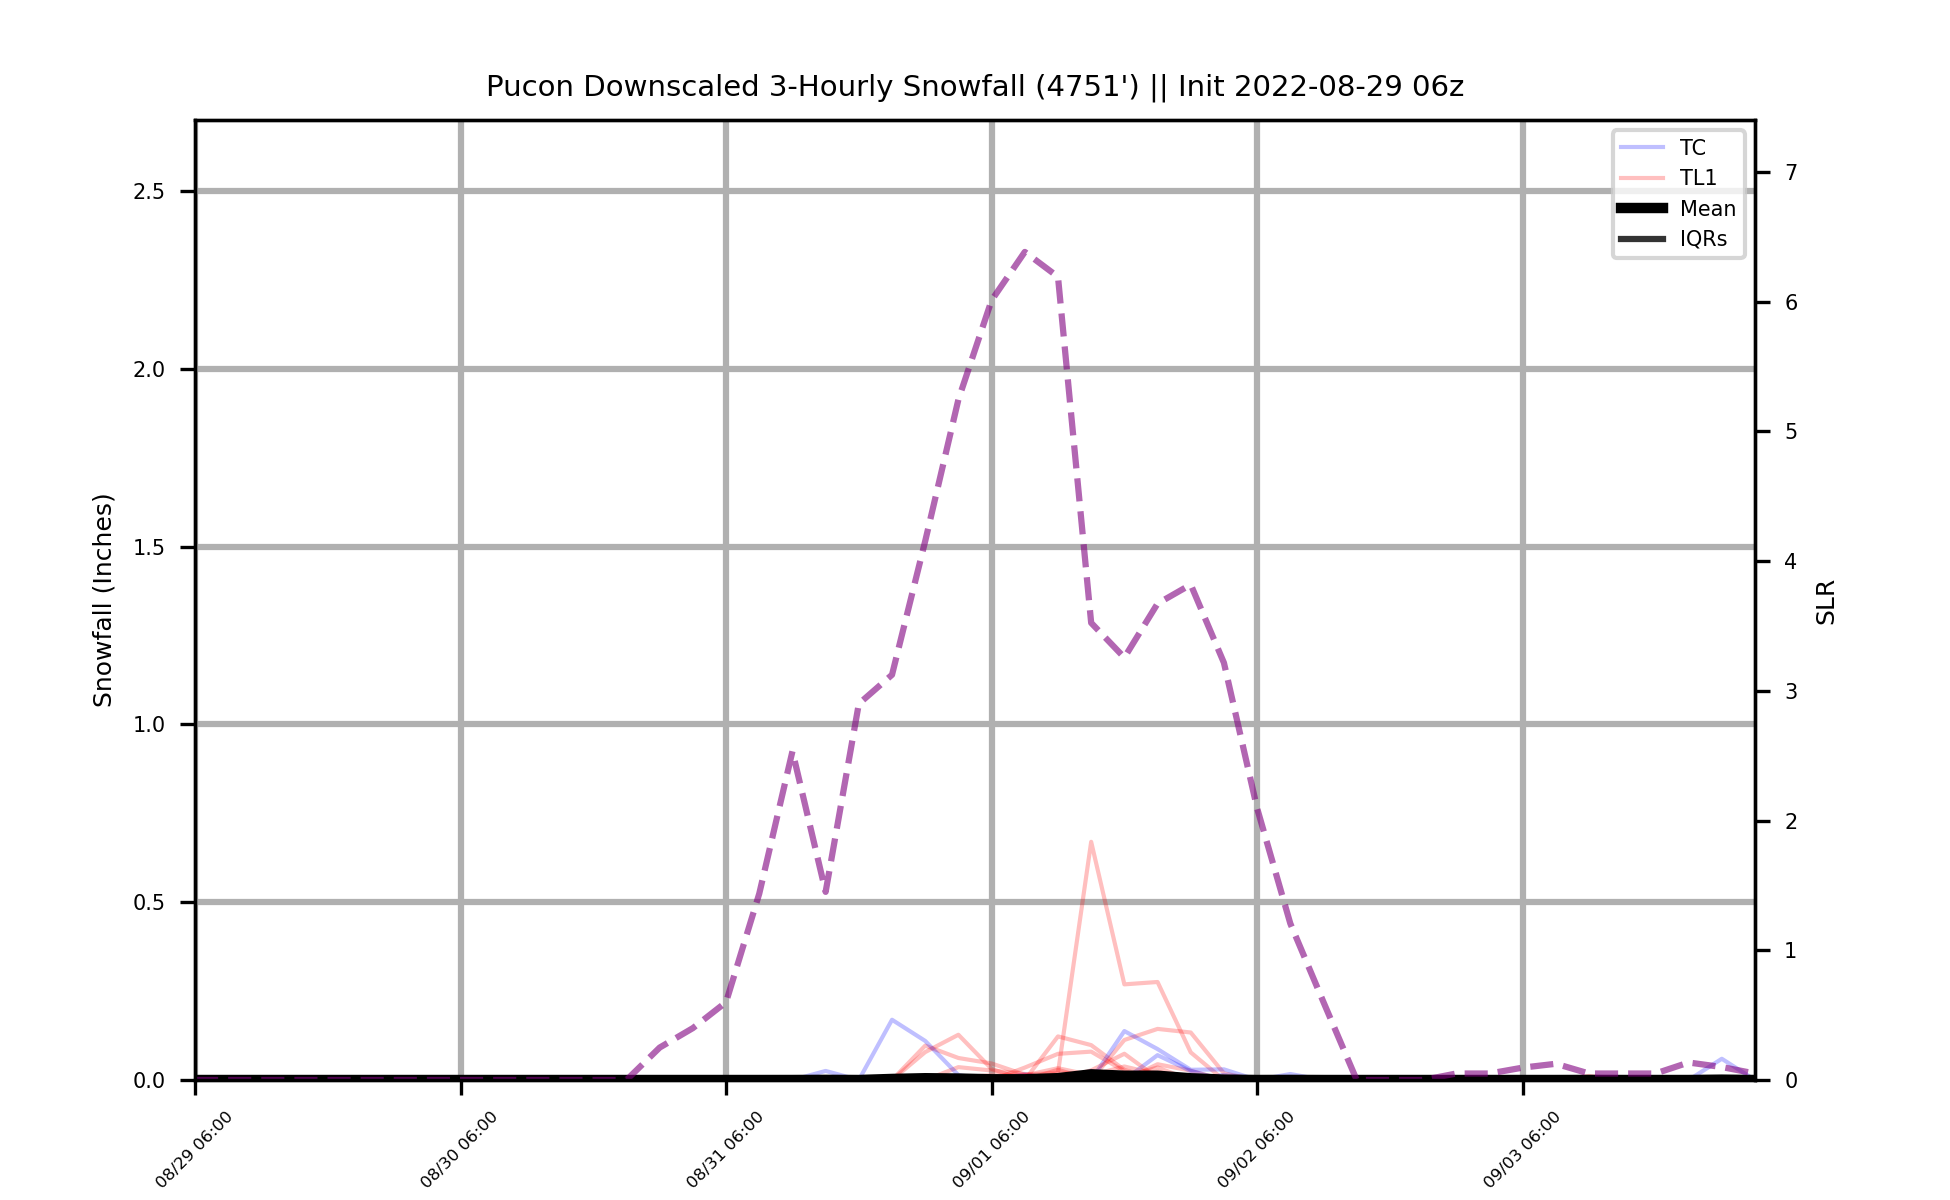 Pucon Downscaled 3-Hourly Snowfall (4751') || Init 2022-08-29 06z
TC
TL1
Mean
IQRs
Snowfall (Inches)
2.5
2.0
1.5
1.0
0.5
0.0
7
6
5
4
3
2
1
0
SLR
08/29 06:00
08/30 06:00
08/31 06:00
09/01 06:00
09/02 06:00
09/03 06:00